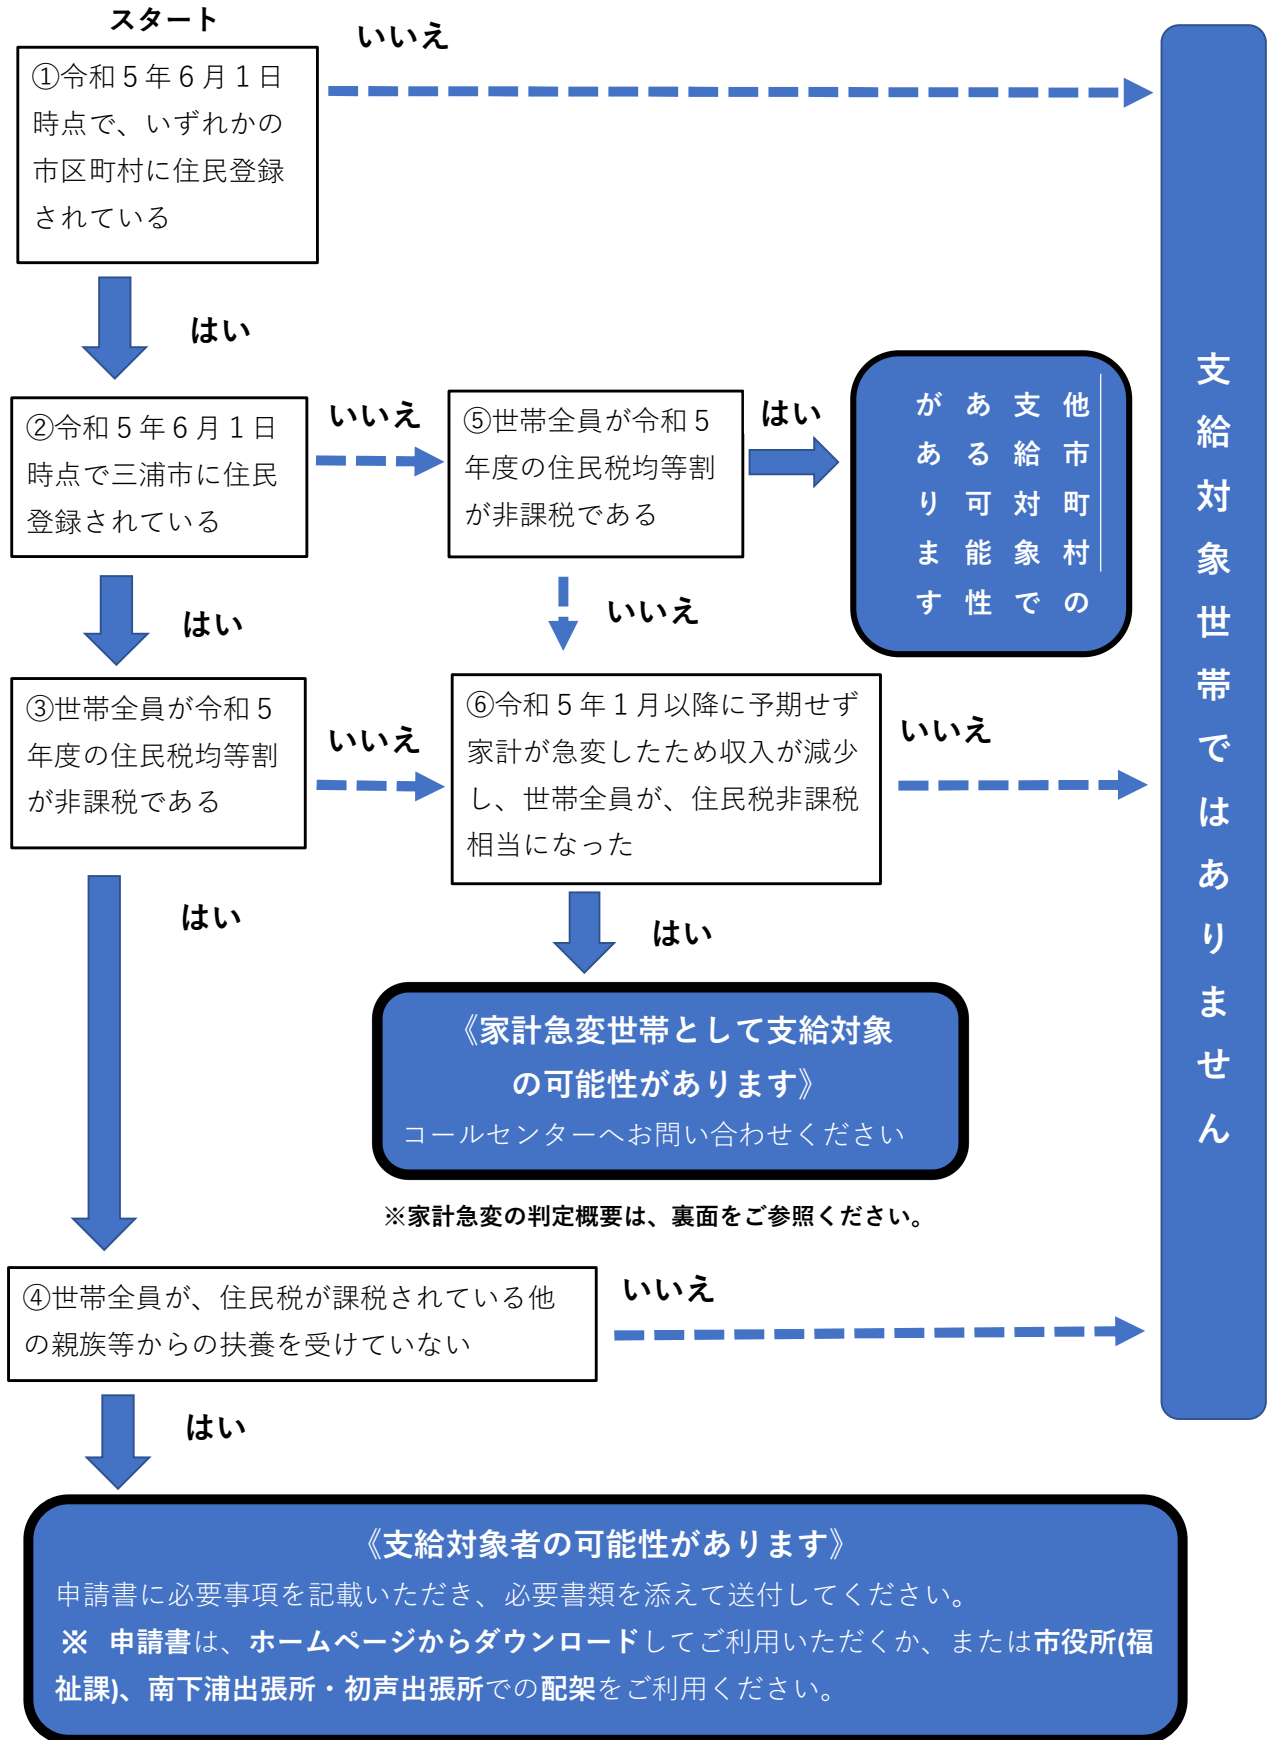 スタート
いいえ
①令和５年６月１日
時点で、いずれかの
市区町村に住民登録
されている
はい
②令和５年６月１日
時点で三浦市に住民
登録されている
いいえ
⑤世帯全員が令和５
年度の住民税均等割
が非課税である
はい
他市町村の
支給対象で
ある可能性
があります
はい
いいえ
③世帯全員が令和５
年度の住民税均等割
が非課税である
いいえ
⑥令和５年１月以降に予期せず
家計が急変したため収入が減少
し、世帯全員が、住民税非課税
相当になった
いいえ
支給対象世帯ではありません
はい
はい
《家計急変世帯として支給対象
の可能性があります》
コールセンターへお問い合わせください
※家計急変の判定概要は、裏面をご参照ください。
④世帯全員が、住民税が課税されている他
の親族等からの扶養を受けていない
いいえ
はい
《支給対象者の可能性があります》
申請書に必要事項を記載いただき、必要書類を添えて送付してください。
※　申請書は、ホームページからダウンロードしてご利用いただくか、または市役所(福
祉課)、南下浦出張所・初声出張所での配架をご利用ください。